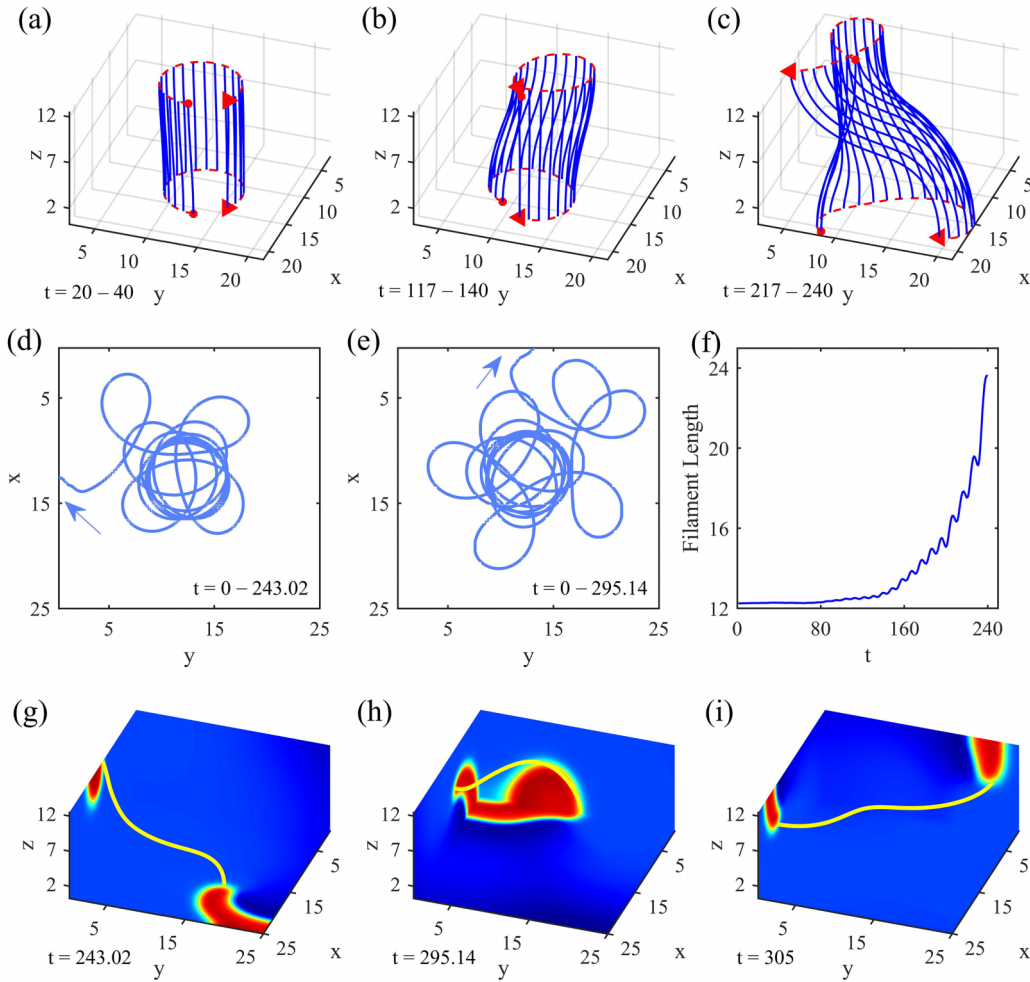 (a)
(b)
(c)
12
7
2
z
5
10
15
20
y
5
10
15
20
x
t = 20 – 40
12
7
2
z
5
10
15
20
y
5
10
15
20
x
t = 117 – 140
12
7
2
z
5
10
15
20
y
5
10
15
20
x
t = 217 – 240
(d)
(e)
(f)
5
15
25
x
5
15
25
y
t = 0 – 243.02
5
15
25
x
5
15
25
y
t = 0 – 295.14
24
20
16
12
Filament Length
0
80
160
240
t
(g)
(h)
(i)
12
7
2
z
5
15
25
y
5
15
25
x
t = 243.02
12
7
2
z
5
15
25
y
5
15
25
x
t = 295.14
12
7
2
z
5
15
25
y
5
15
25
x
t = 305